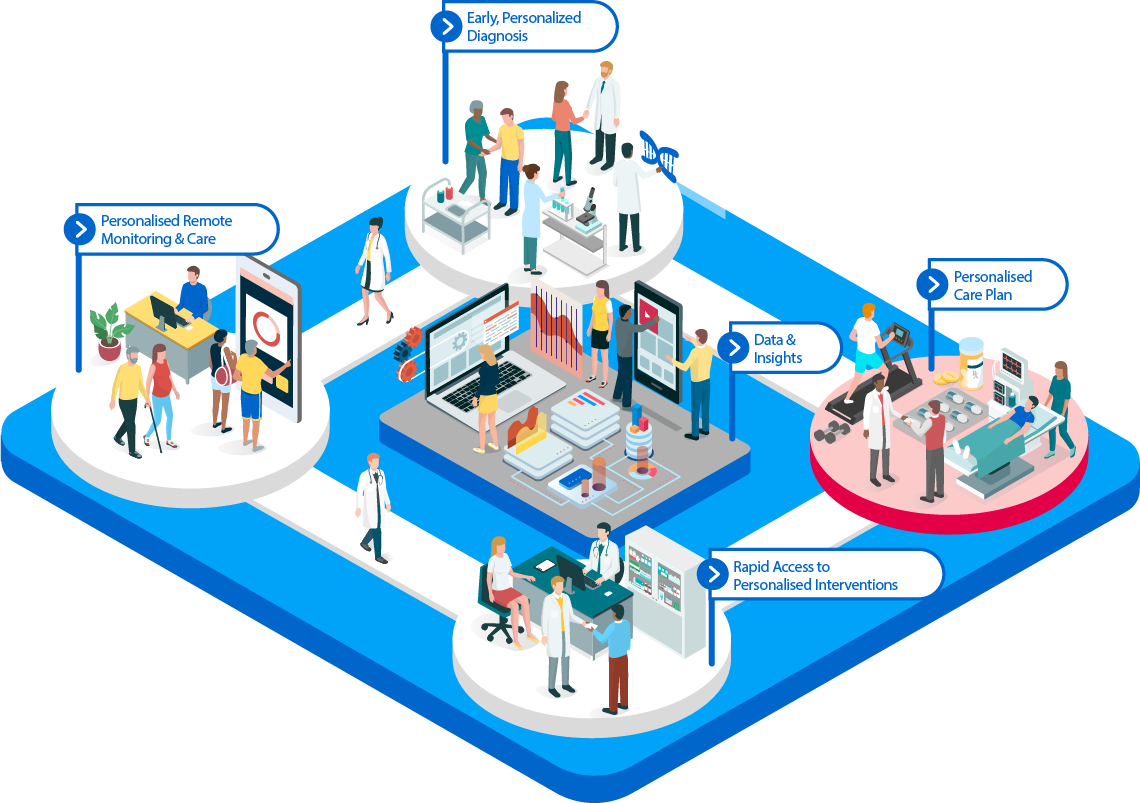 Early, Personalized
Diagnosis
Personalised Remote
Monitoring & Care
Personalised
Care Plan
Data &
Insights
Rapid Access to
Personalised Interventions